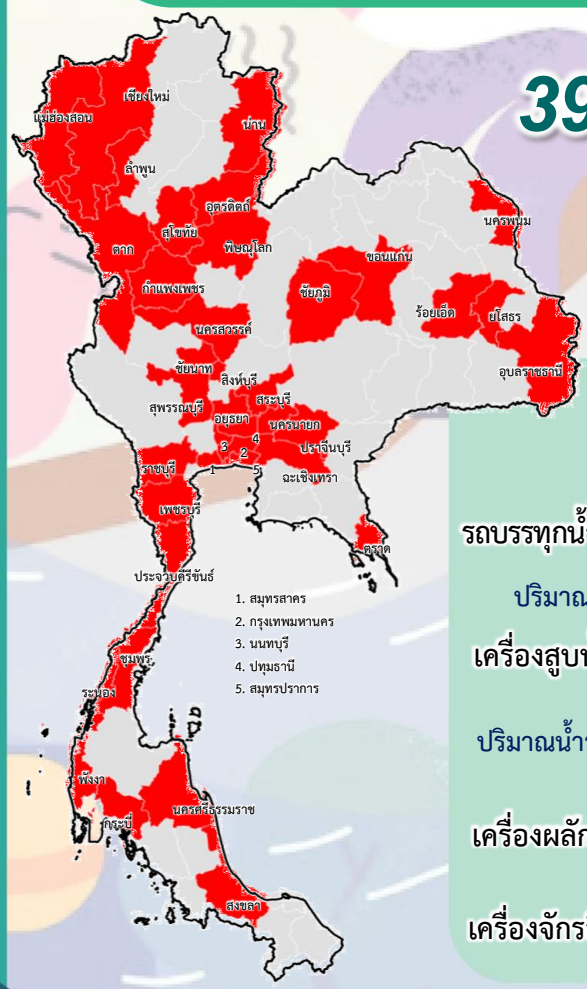 39
เชียงใหม่
แม่ฮ่องสอน
น่าน
ลำพูน
อุตรดิตถ์
สุโขทัย
นครพนม
ตาก
พิษณุโลก
ขอนแก่น
กำแพงเพชร
ชัยภูมิ
ร้อยเอ็ด
ยโสธร
นครสวรรค์
ชัยนาท
อุบลราชธานี
สิงห์บุรี
สุพรรณบุรี
สระบุรี
อยุธยา
นครนายก
4
3
ปราจีนบุรี
2
ราชบุรี
1
5
ฉะเชิงเทรา
เพชรบุรี
ตราด
ประจวบคีรีขันธ์
1. สมุทรสาคร
2. กรุงเทพมหานคร
3. นนทบุรี
4. ปทุมธานี
5. สมุทรปราการ
ชุมพร
ระนอง
พังงา
นครศรีธรรมราช
กระบี่
สงขลา
รถบรรทุกน้ำ
ปริมาณ
เครื่องสูบ
ปริมาณน้ำ
เครื่องผลัก
เครื่องจักร